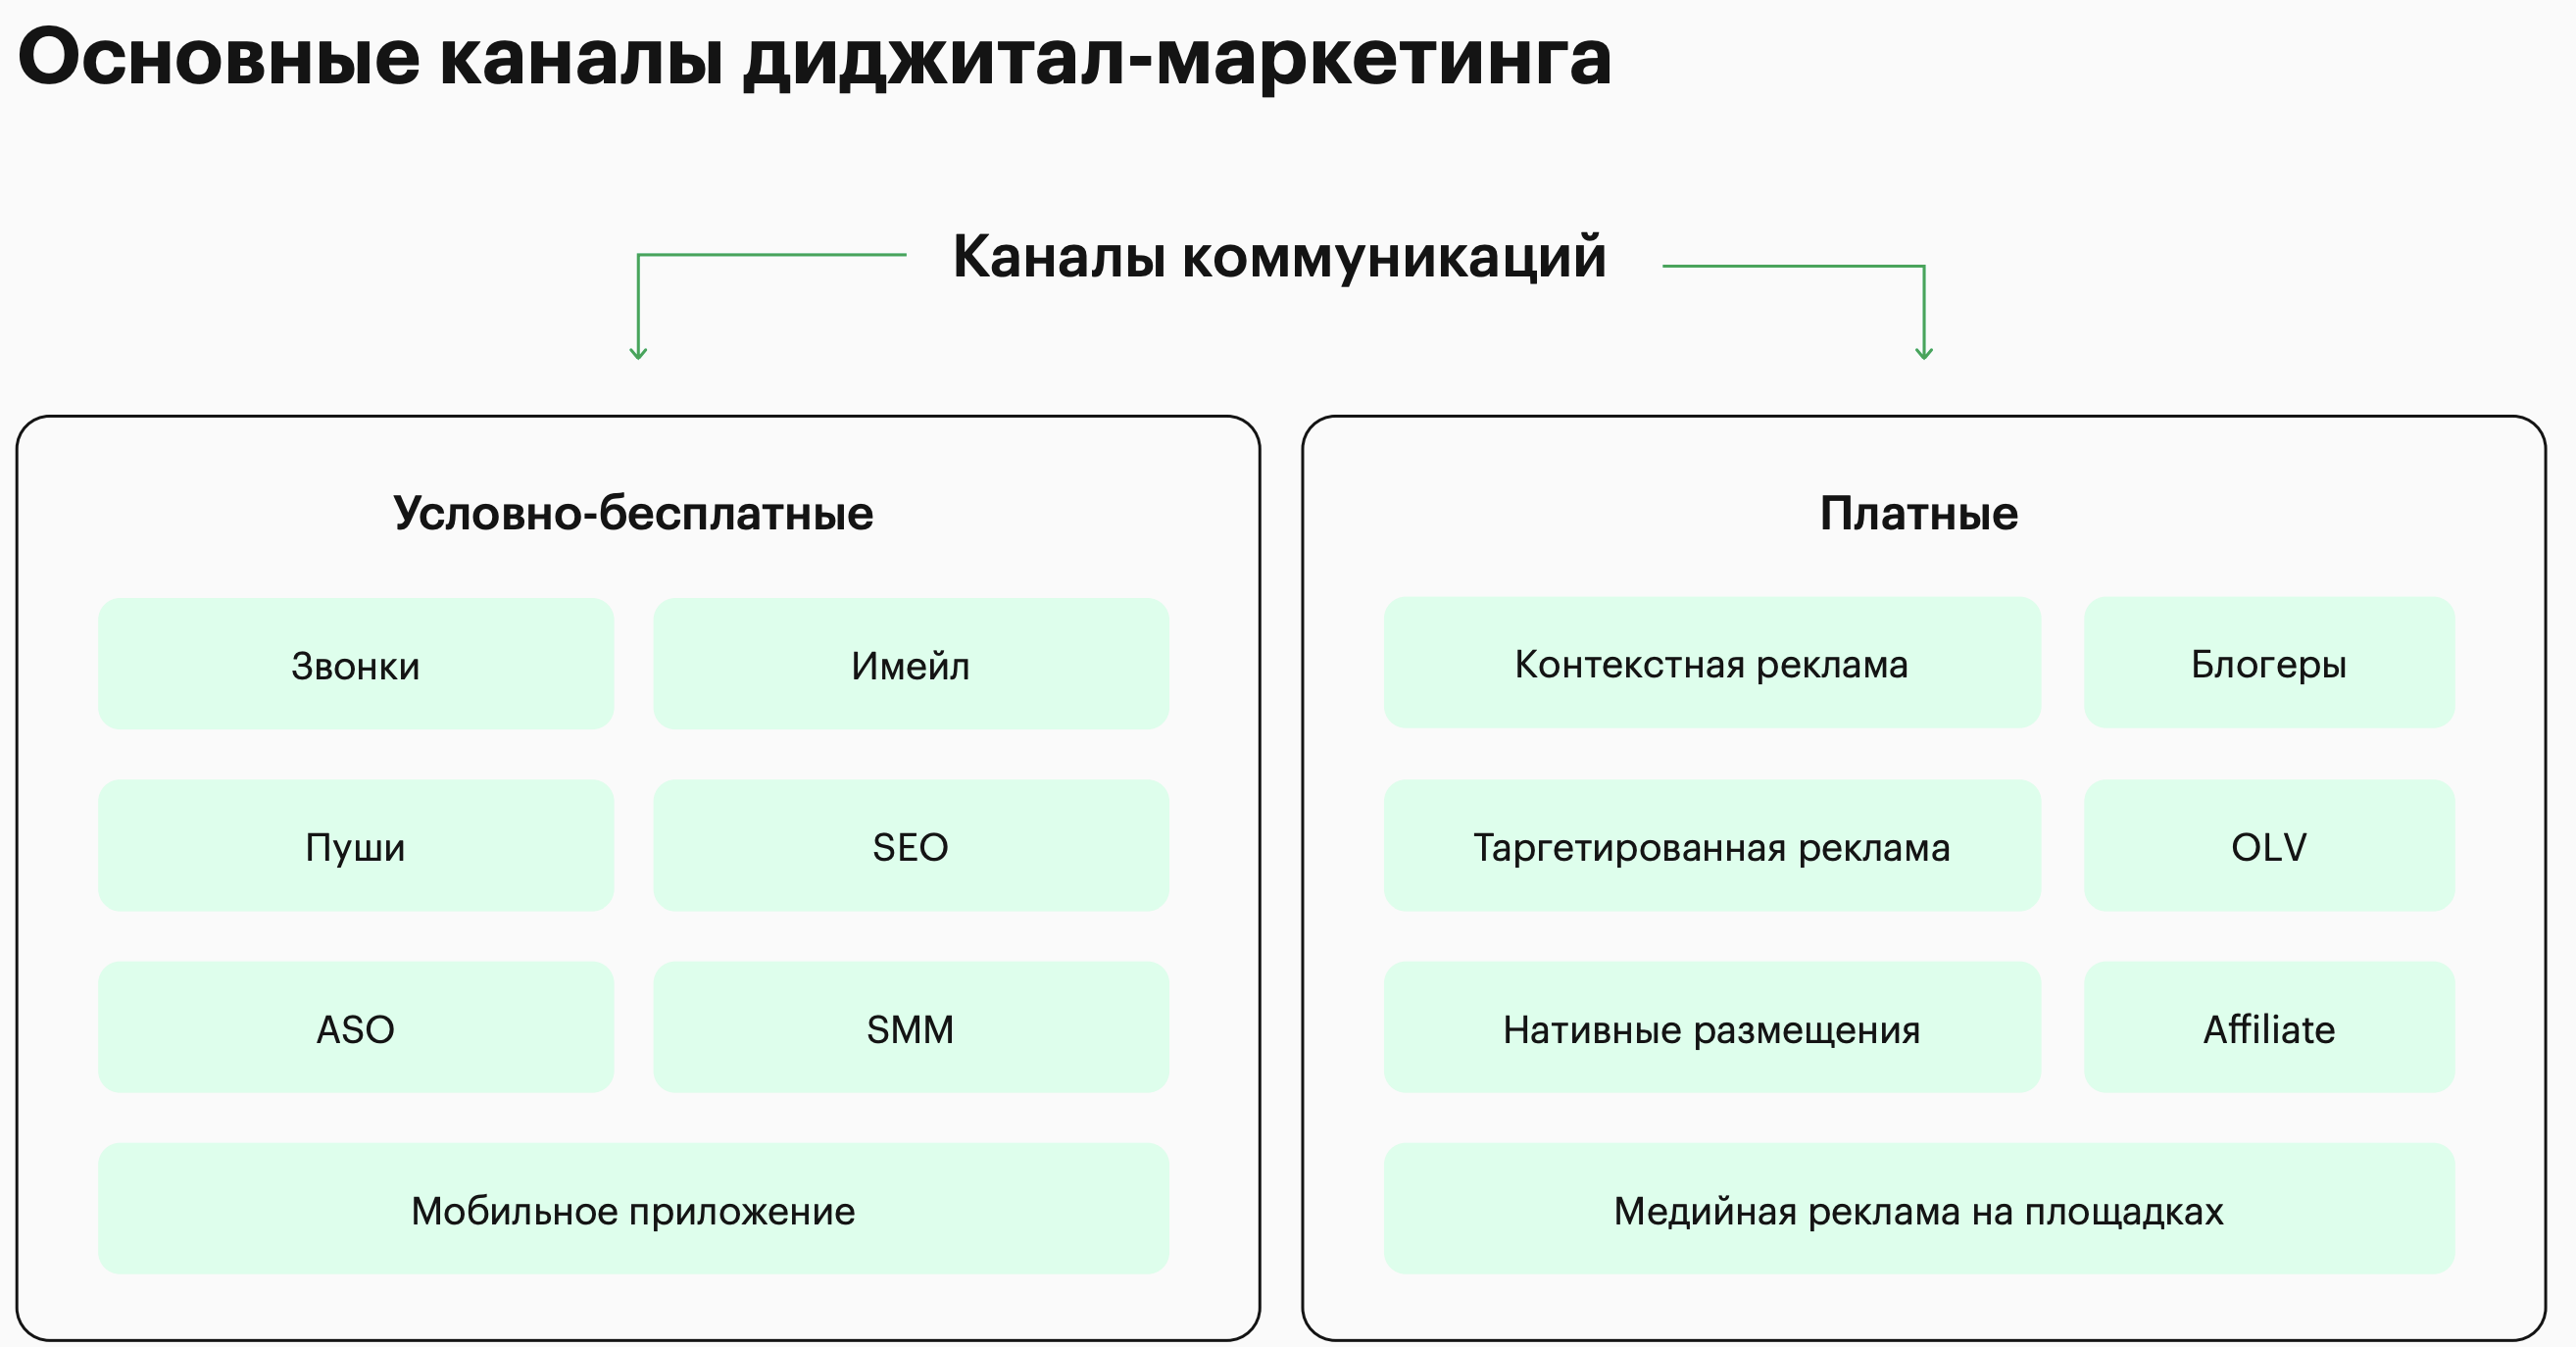 Основные каналы диджитал-маркетинга
Каналы коммуникаций
Условно-бесплатные
Звонки
Имейл
Пуши
SEO
ASO
SMM
Мобильное приложение
Платные
Контекстная реклама
Блогеры
Таргетированная реклама
OLV
Нативные размещения
Affiliate
Медийная реклама на площадках